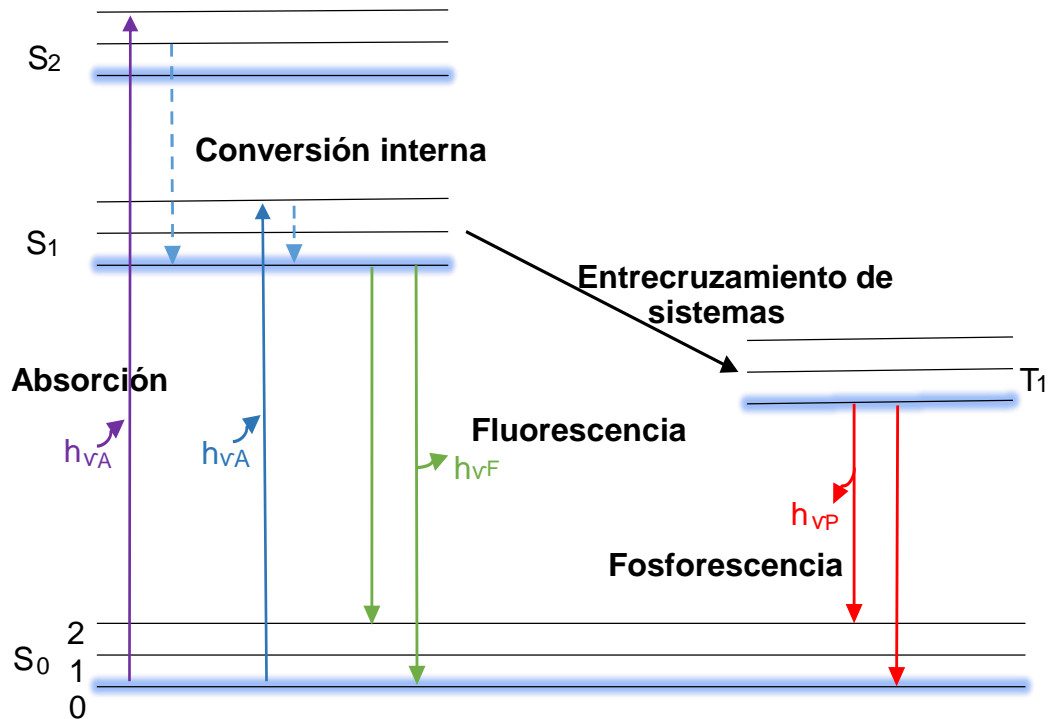 S2
Conversión interna
S1
Entrecruzamiento de
sistemas
T1
Absorción
Fluorescencia
hνA
hνA
hνF
hνP
Fosforescencia
2
S0
1
0